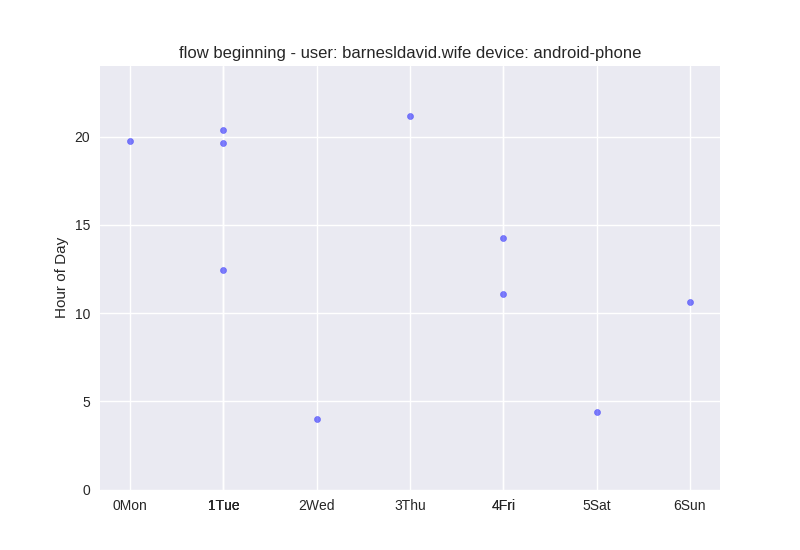 flow beginning - user: barnesldavid.wife device: android-phone
20
15
10
5
0
Hour of Day
0Mon 1Tue 2Wed 3Thu 4Fri 5Sat 6Sun